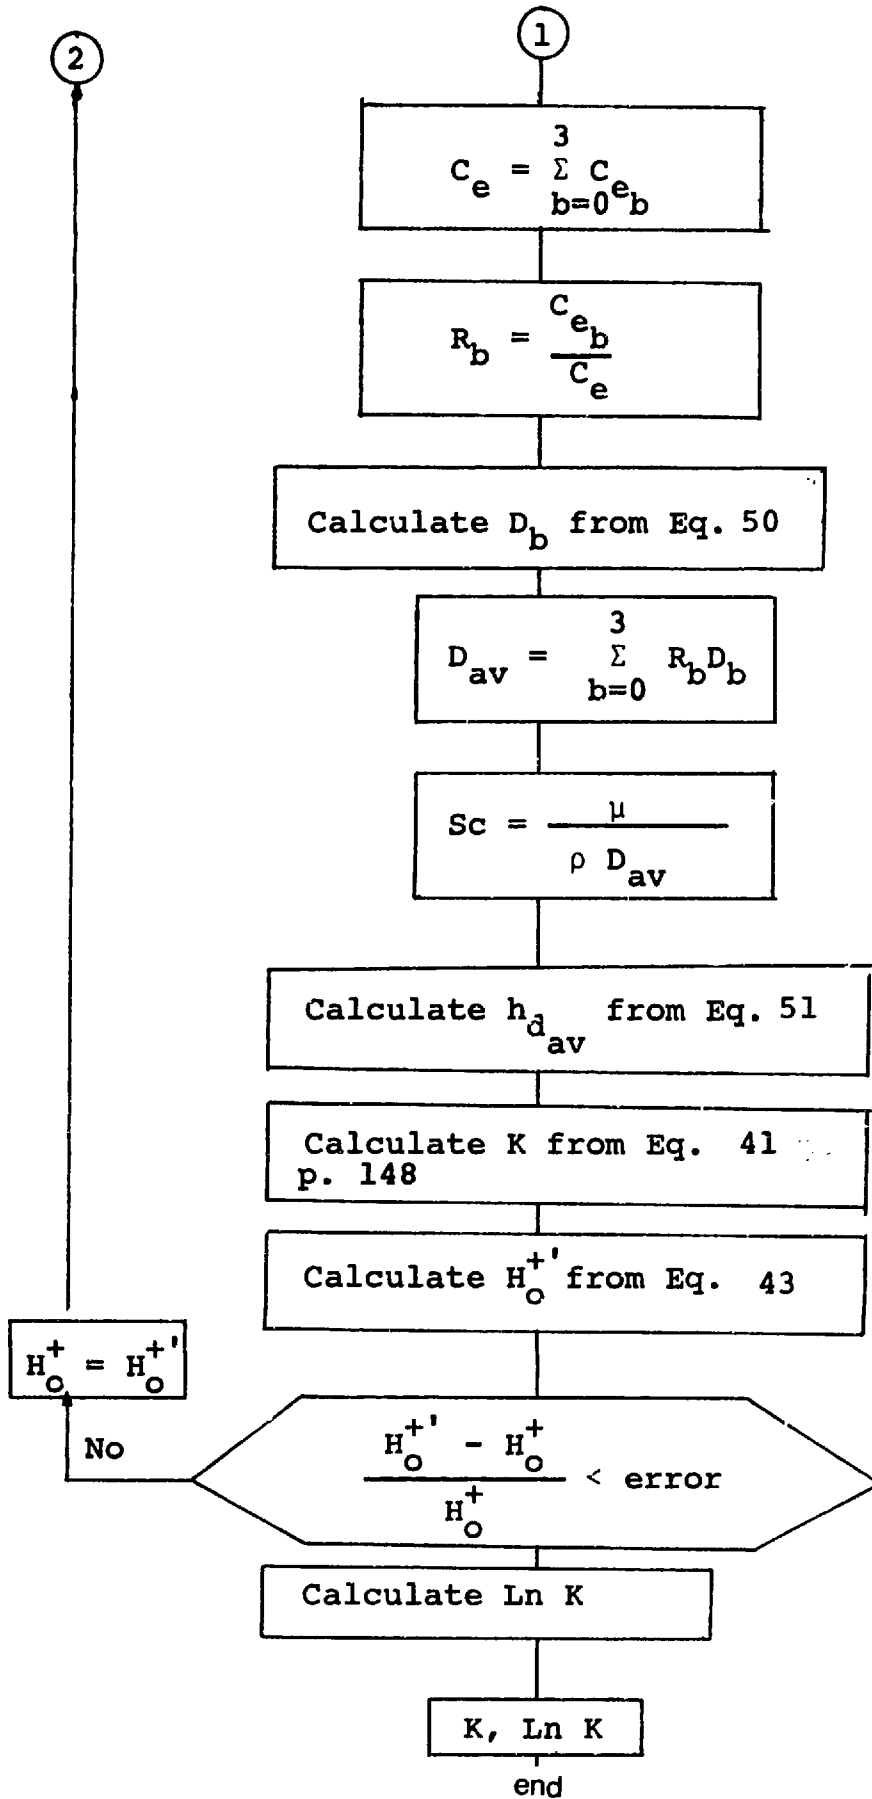 2
1
C_e = Σ_{b=0}^{3} C_{e_b}
R_b = C_{e_b} / C_e
Calculate D_b from Eq. 50
D_av = Σ_{b=0}^{3} R_b D_b
Sc = μ / ρ D_av
Calculate h_{d_av} from Eq. 51
Calculate K from Eq. 41
p. 148
Calculate H_o^{+'} from Eq. 43
H_o^+ = H_o^{+'}
No
H_o^{+'} - H_o^+ / H_o^+ < error
Calculate Ln K
K, Ln K
end